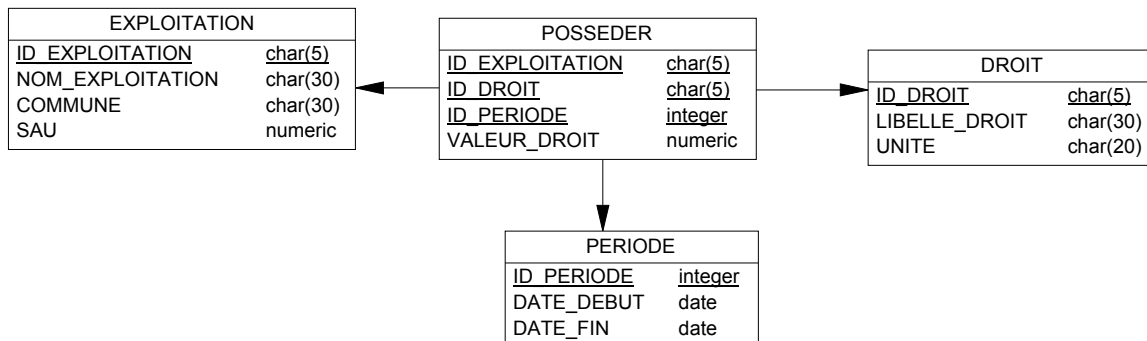 EXPLOITATION
ID_EXPLOITATION char(5)
NOM_EXPLOITATION char(30)
COMMUNE char(30)
SAU numeric
POSSEDER
ID_EXPLOITATION char(5)
ID_DROIT char(5)
ID_PERIODE integer
VALEUR_DROIT numeric
DROIT
ID_DROIT char(5)
LIBELLE_DROIT char(30)
UNITE char(20)
PERIODE
ID_PERIODE integer
DATE_DEBUT date
DATE_FIN date